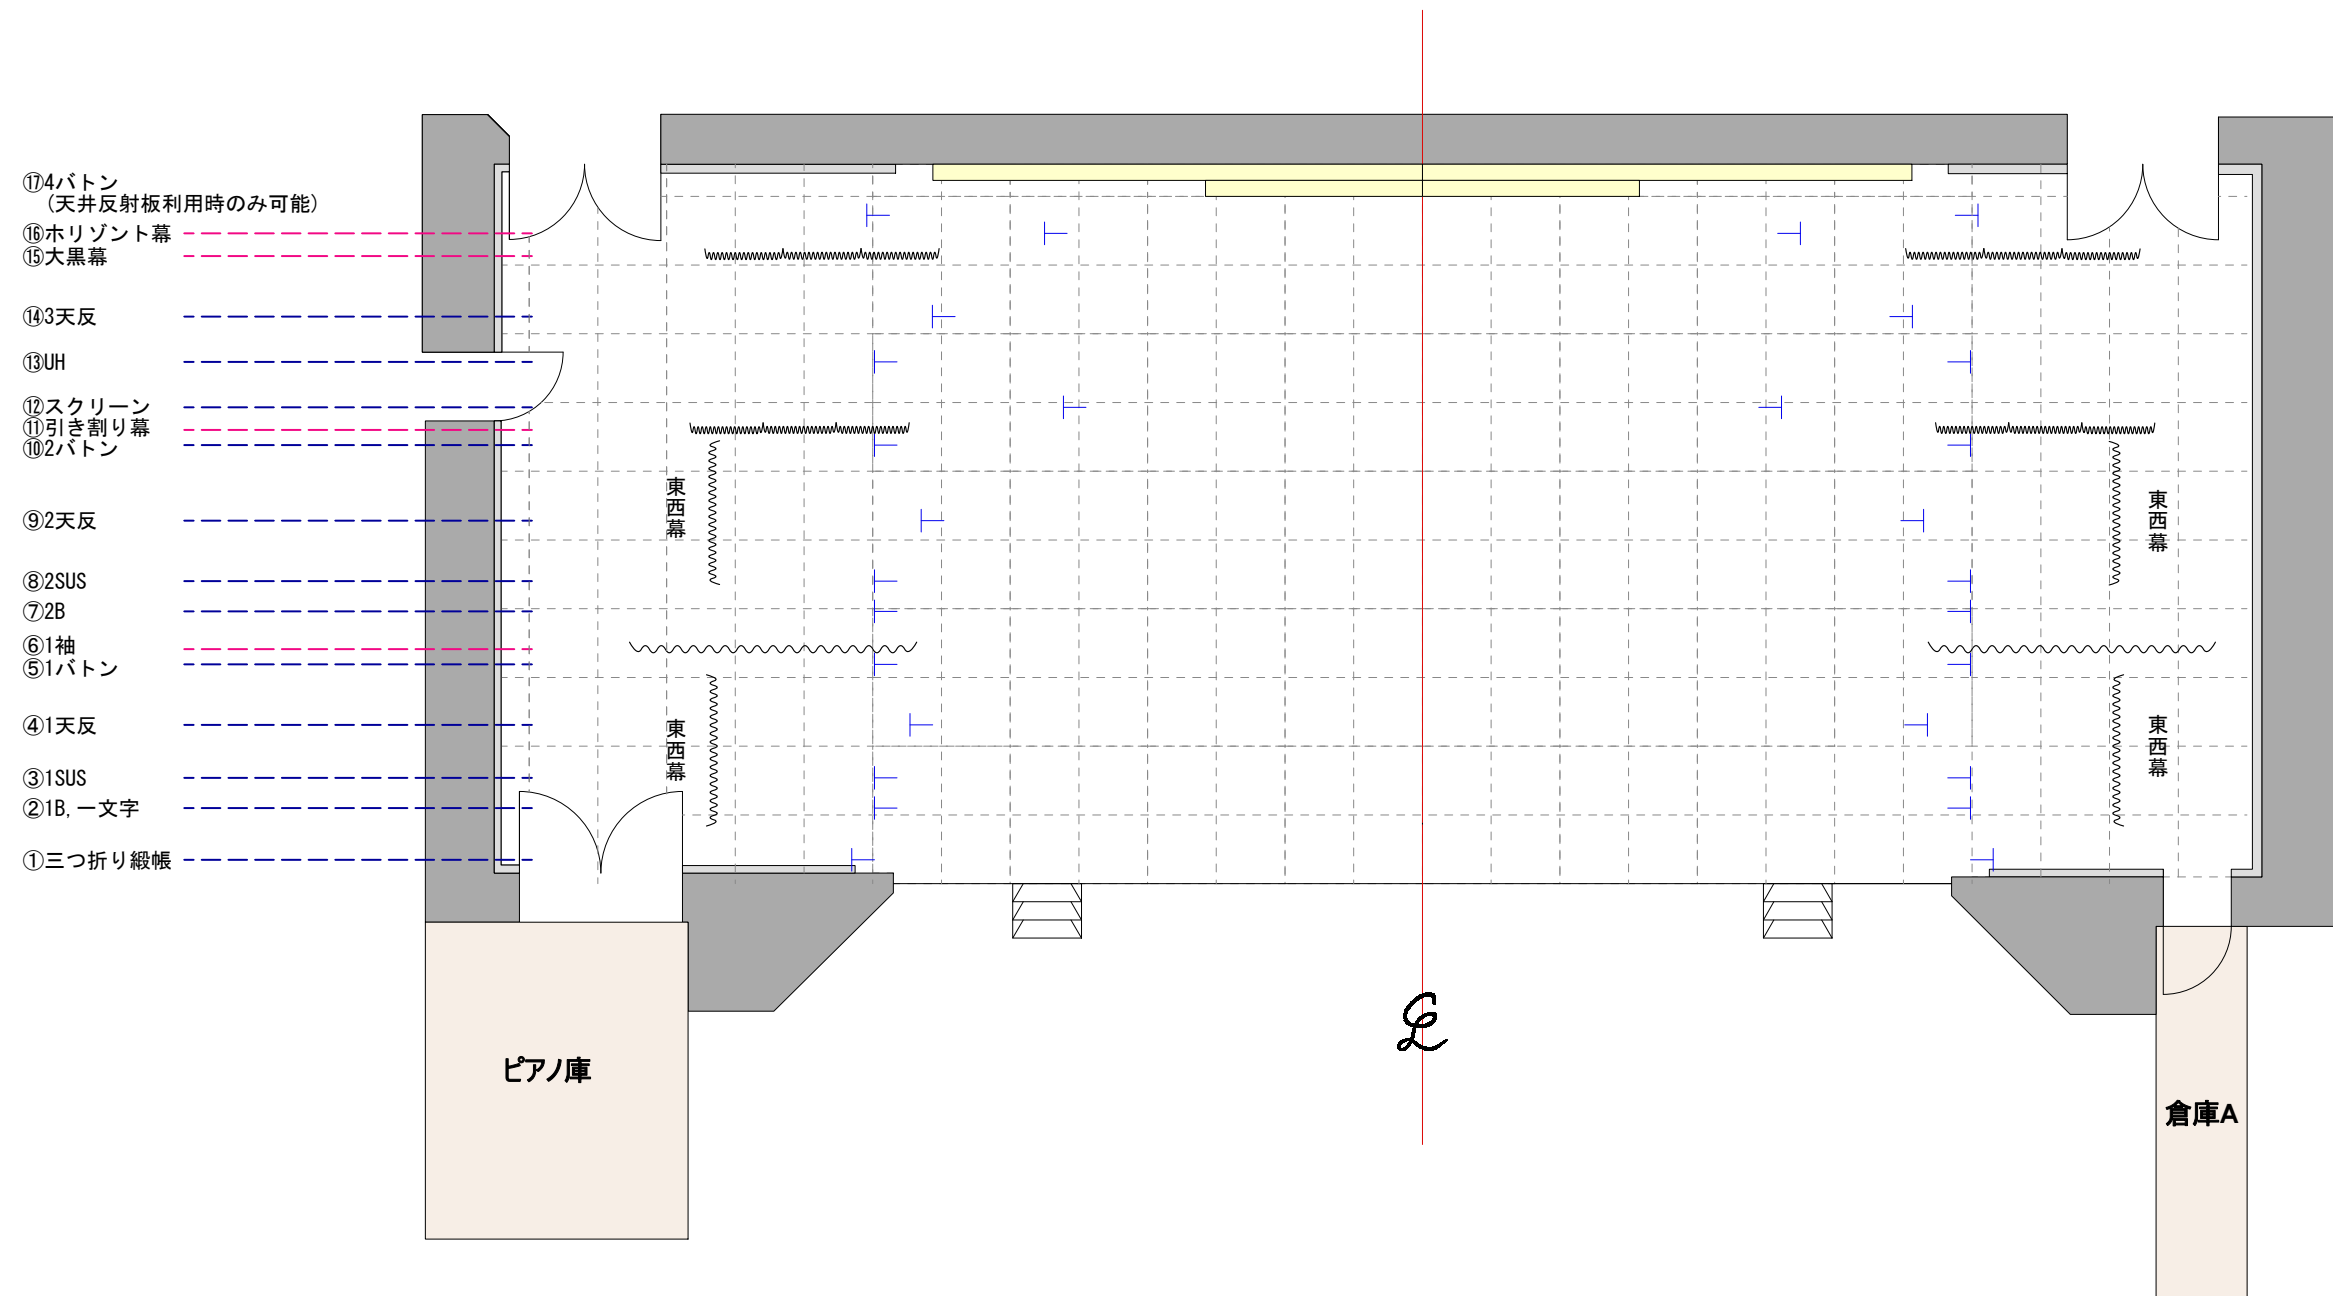 ⑰4バトン
(天井反射板利用時のみ可能)
⑯ホリゾント幕
⑮大黒幕
⑭3天反
⑬UH
⑫スクリーン
⑪引き割り幕
⑩2バトン
⑨2天反
⑧2SUS
⑦2B
⑥1袖
⑤1バトン
④1天反
③1SUS
②1B,一文字
①三つ折り緞帳
東西幕
東西幕
東西幕
東西幕
℄
ピアノ庫
倉庫A